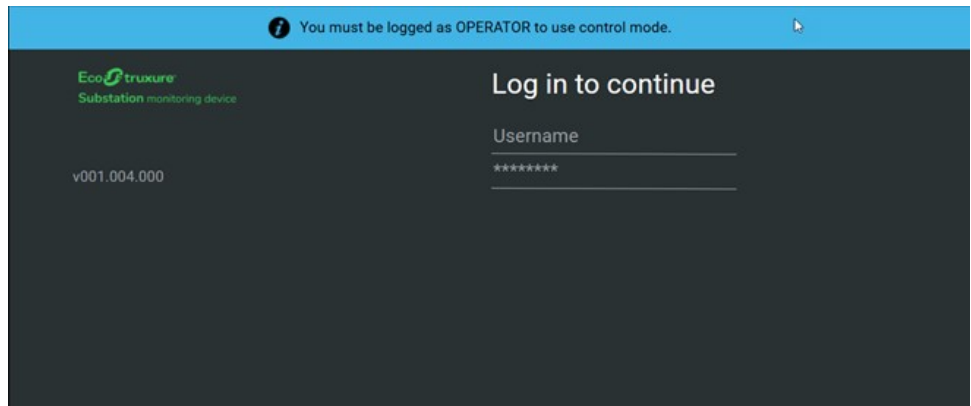 You must be logged as OPERATOR to use control mode.
EcoStruxure
Substation monitoring device
Log in to continue
Username
********
v001.004.000